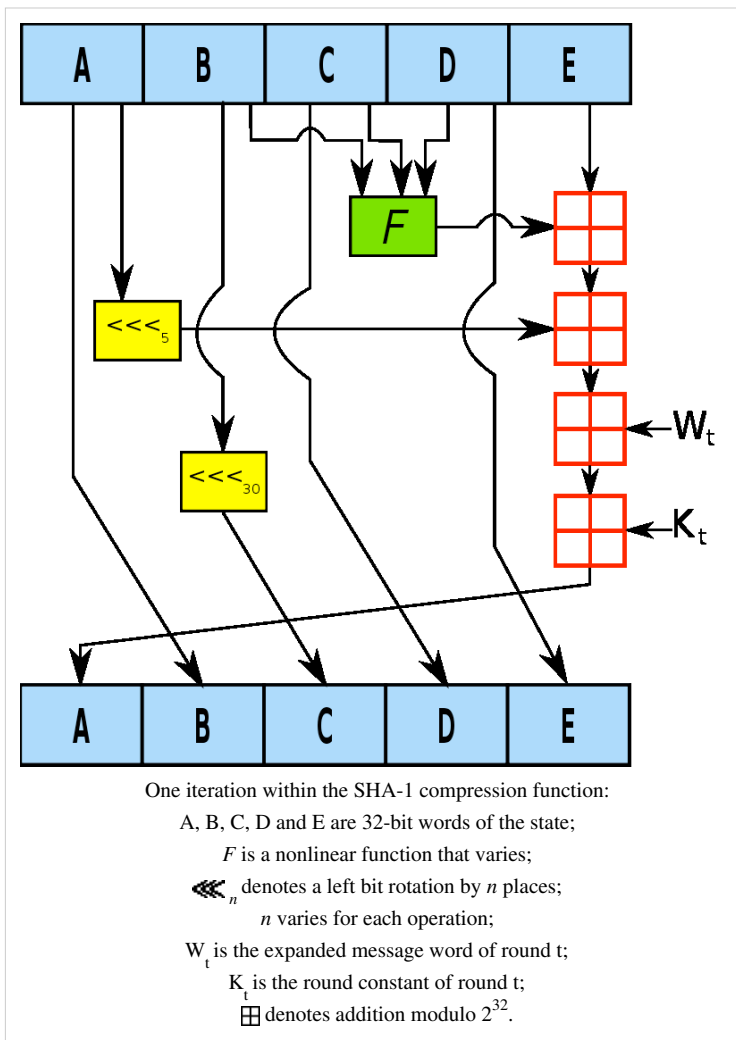 A B C D E
F
<<<5
Wt
<<<30
Kt
A B C D E
One iteration within the SHA-1 compression function:
A, B, C, D and E are 32-bit words of the state;
F is a nonlinear function that varies;
<<<n denotes a left bit rotation by n places;
n varies for each operation;
Wt is the expanded message word of round t;
Kt is the round constant of round t;
⊞ denotes addition modulo 2^32.